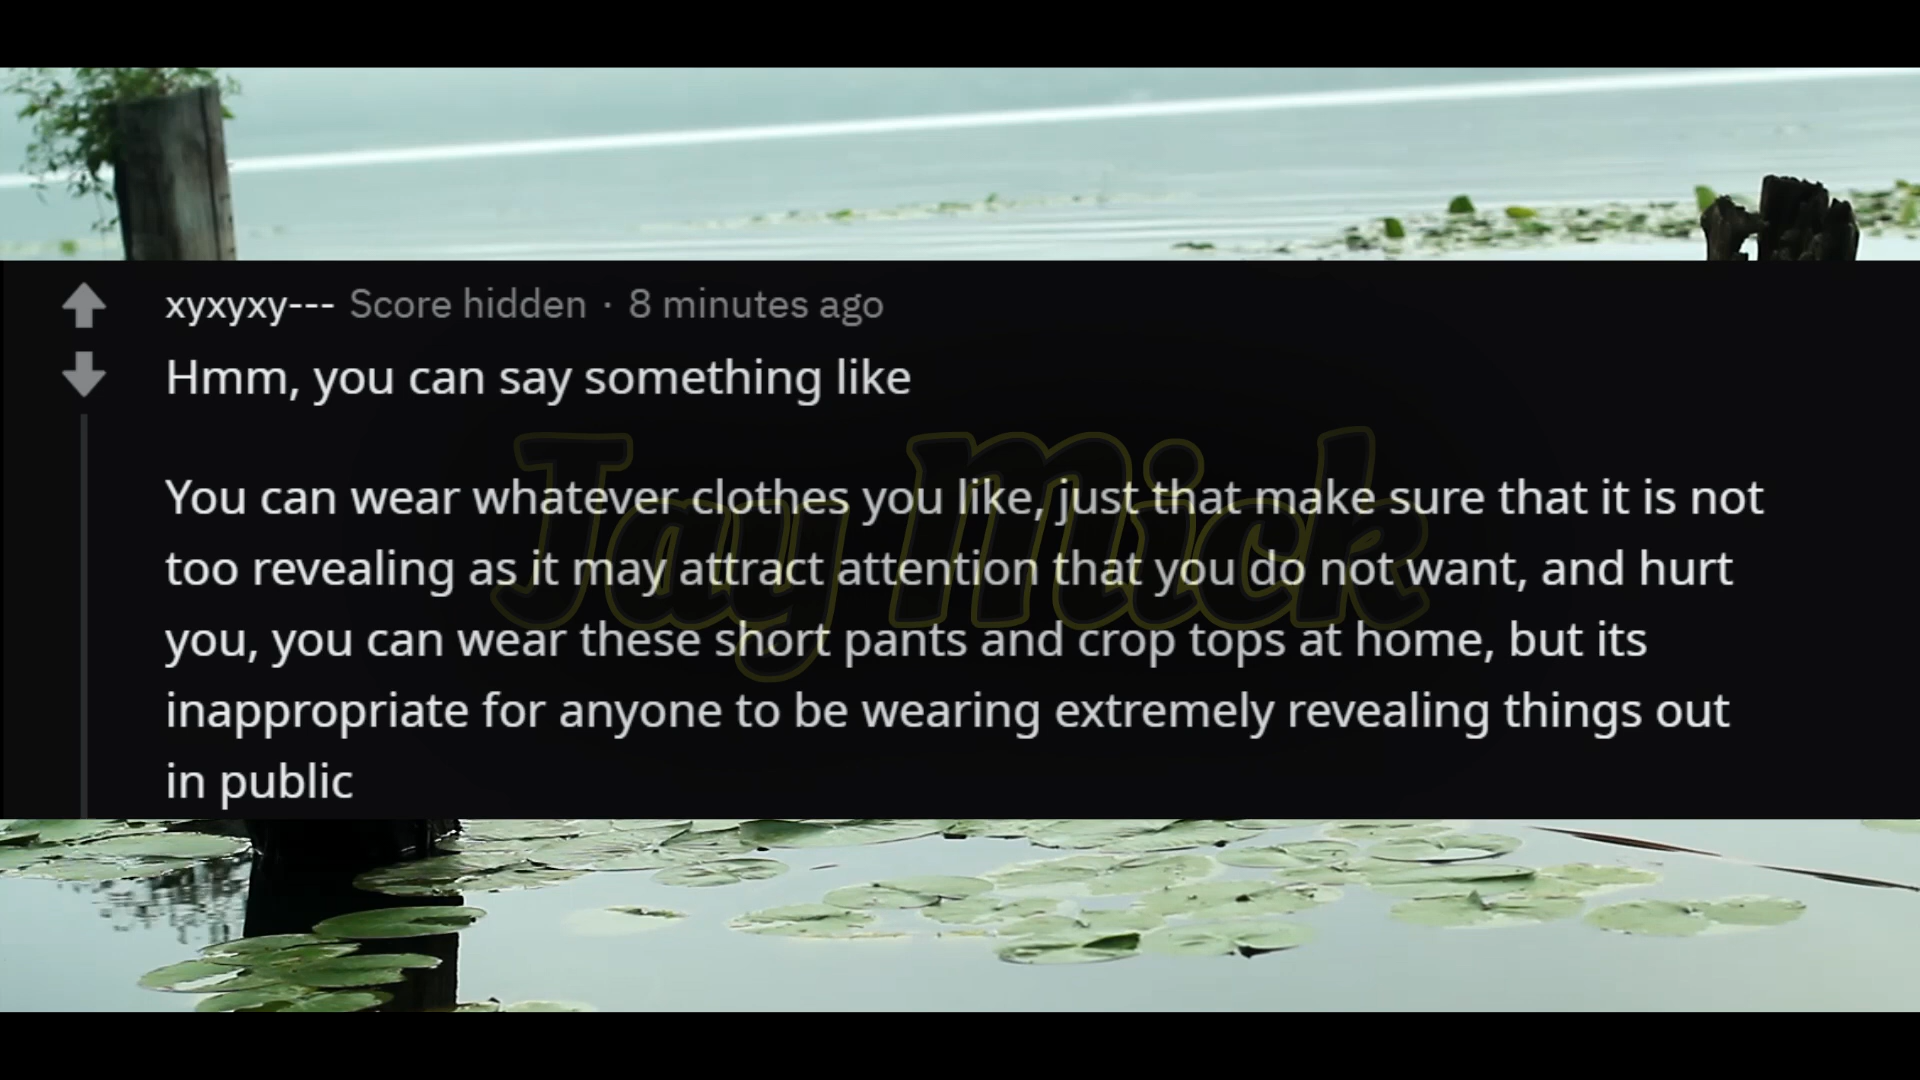 xyxyxy--- Score hidden · 8 minutes ago
Hmm, you can say something like
You can wear whatever clothes you like, just that make sure that it is not
too revealing as it may attract attention that you do not want, and hurt
you, you can wear these short pants and crop tops at home, but its
inappropriate for anyone to be wearing extremely revealing things out
in public
Jay Mick